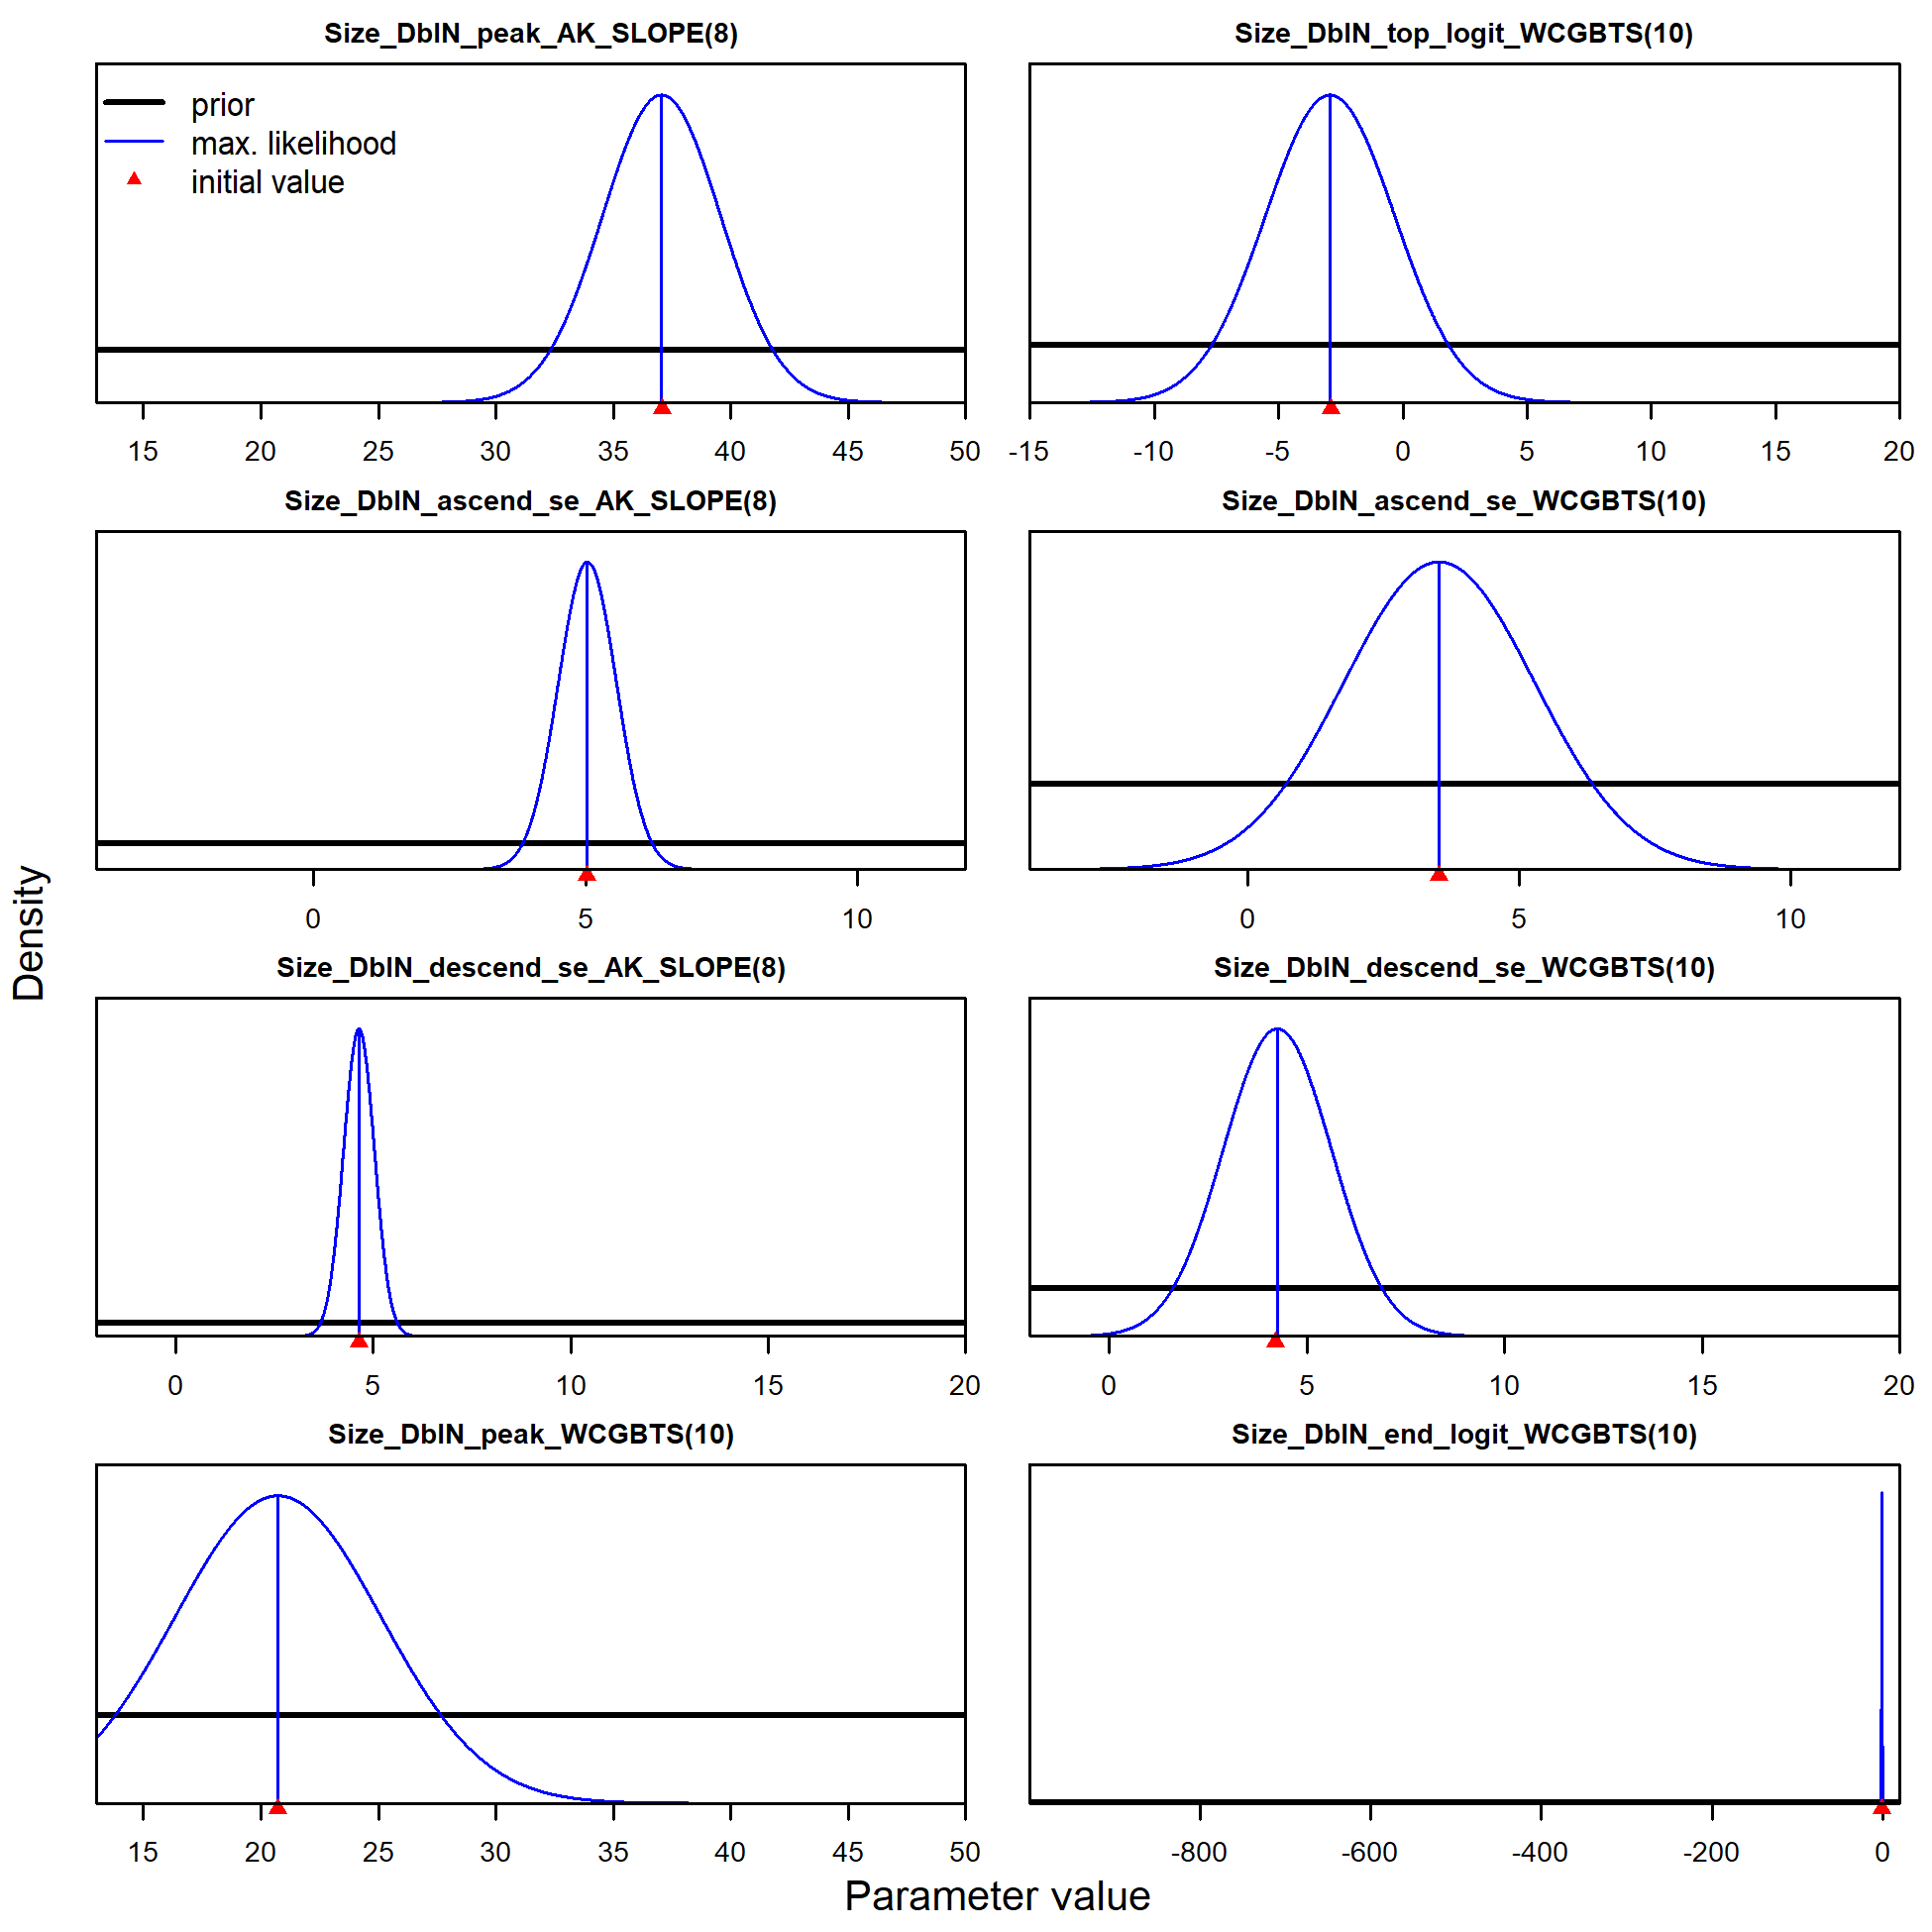 Size_DblN_peak_AK_SLOPE(8)
prior
max. likelihood
initial value
15 20 25 30 35 40 45 50
Size_DblN_top_logit_WCGBTS(10)
-15 -10 -5 0 5 10 15 20
Size_DblN_ascend_se_AK_SLOPE(8)
0 5 10
Size_DblN_ascend_se_WCGBTS(10)
0 5 10
Size_DblN_descend_se_AK_SLOPE(8)
0 5 10 15 20
Size_DblN_descend_se_WCGBTS(10)
0 5 10 15 20
Size_DblN_peak_WCGBTS(10)
15 20 25 30 35 40 45 50
Size_DblN_end_logit_WCGBTS(10)
-800 -600 -400 -200 0
Density
Parameter value